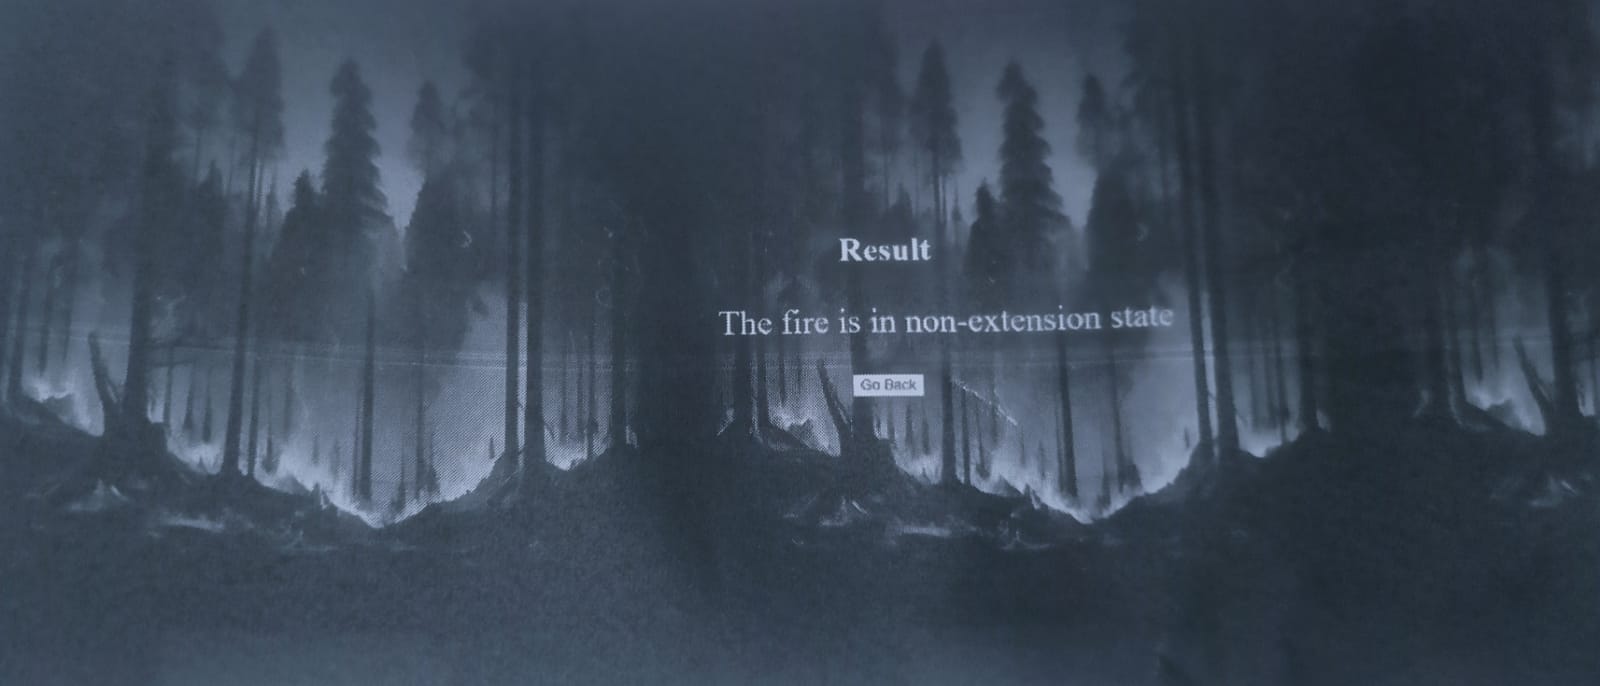 Result
The fire is in non-extension state
Go Back